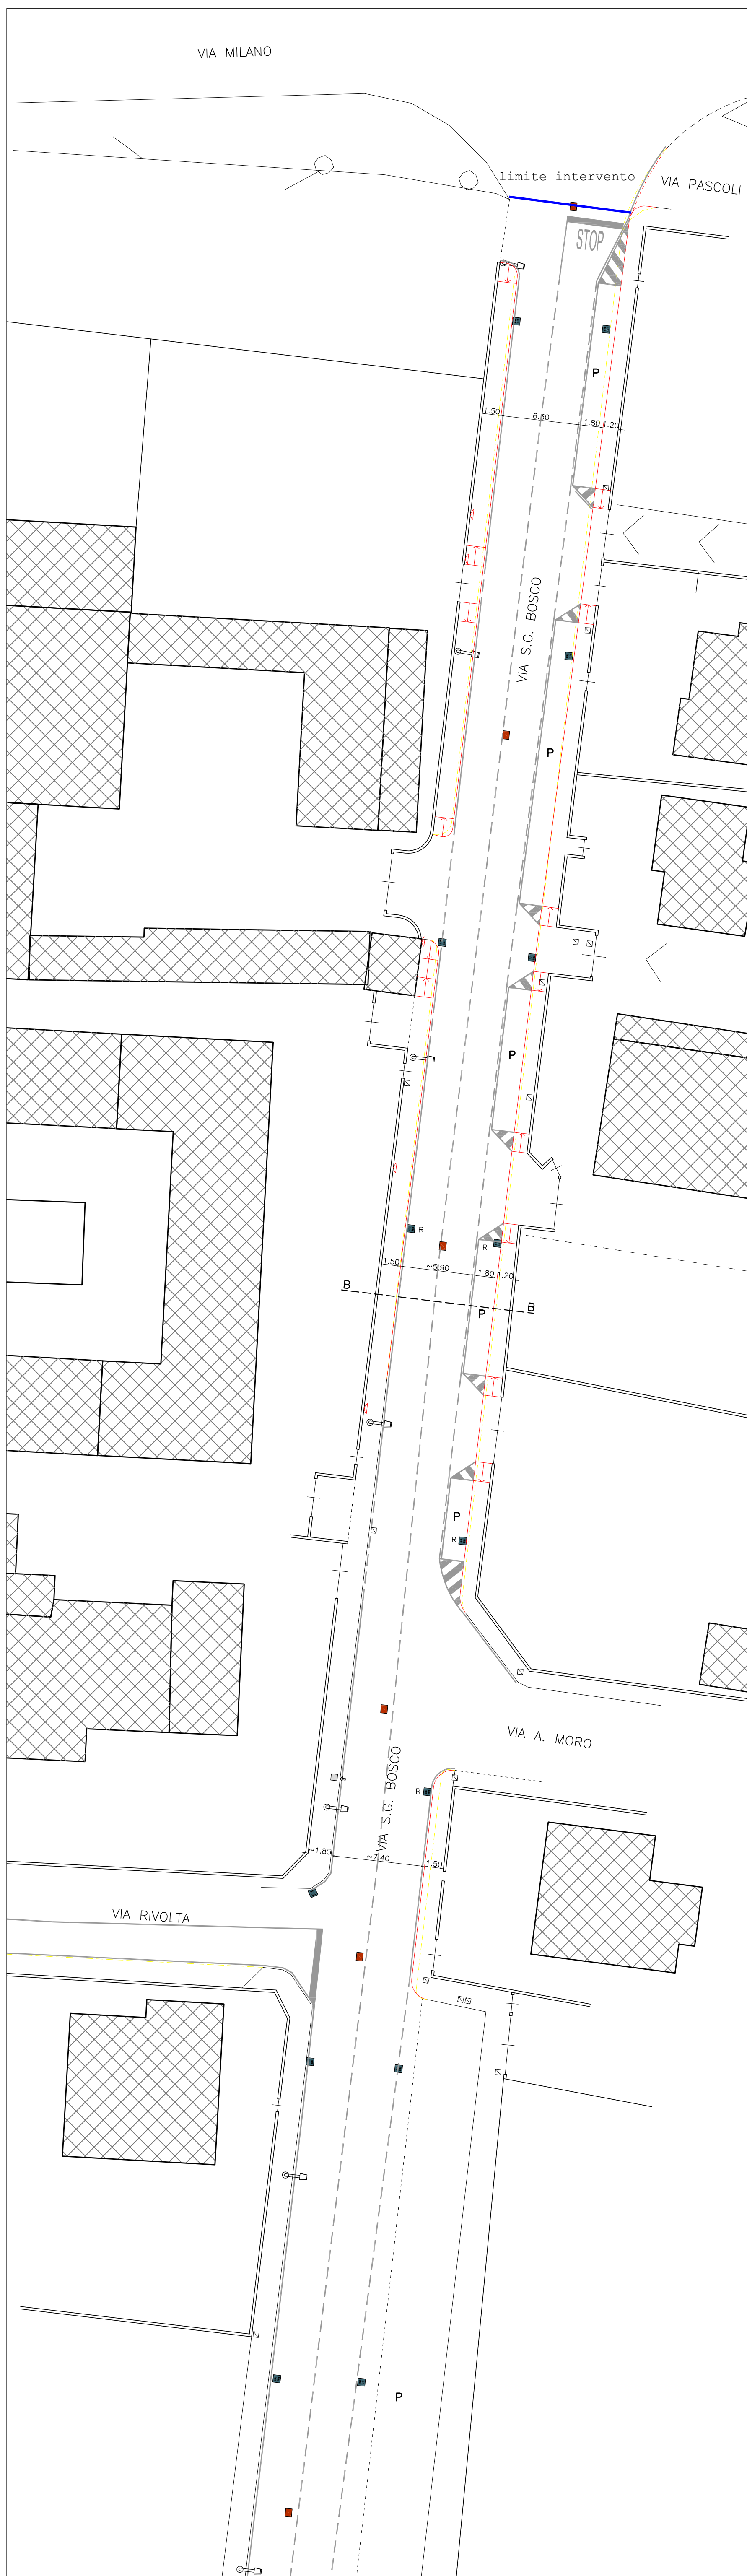 VIA MILANO
limite intervento
VIA PASCOLI
STOP
P
1.50
6.30
1.80
1.20
VIA S.G. BOSCO
P
P
R
R
1.50
~5.90
1.80
1.20
B
B
P
P
R
VIA A. MORO
VIA S.G. BOSCO
R
~1.85
~7.40
1.50
VIA RIVOLTA
P